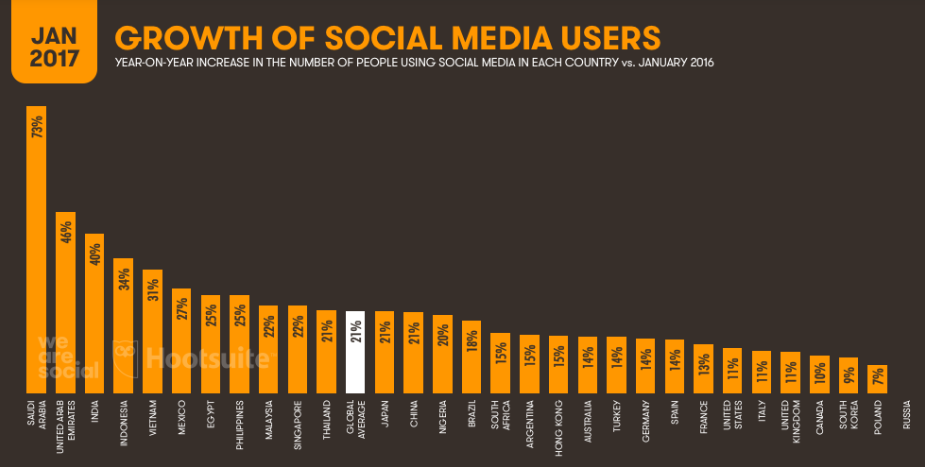 JAN
2017
GROWTH OF SOCIAL MEDIA USERS
YEAR-ON-YEAR INCREASE IN THE NUMBER OF PEOPLE USING SOCIAL MEDIA IN EACH COUNTRY vs. JANUARY 2016
73%
46%
40%
34%
31%
27%
25%
25%
22%
22%
21%
21%
21%
21%
20%
18%
15%
15%
15%
14%
14%
14%
14%
13%
11%
11%
11%
10%
9%
7%
we
are
social
Hootsuite
SAUDI
ARABIA
UNITED ARAB
EMIRATES
INDIA
INDONESIA
VIETNAM
MEXICO
EGYPT
PHILIPPINES
MALAYSIA
SINGAPORE
THAILAND
GLOBAL
AVERAGE
JAPAN
CHINA
NIGERIA
BRAZIL
SOUTH
AFRICA
ARGENTINA
HONG KONG
AUSTRALIA
TURKEY
GERMANY
SPAIN
FRANCE
UNITED
STATES
ITALY
UNITED
KINGDOM
CANADA
SOUTH
KOREA
POLAND
RUSSIA